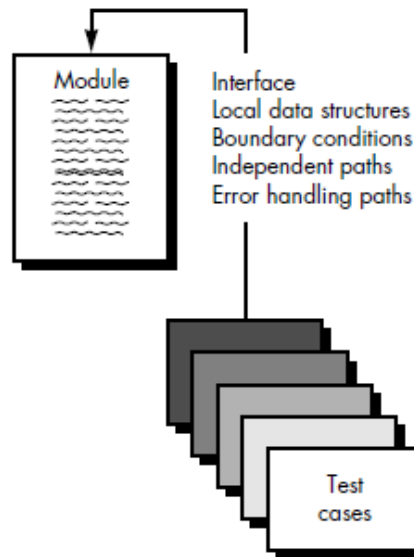 Module
Interface
Local data structures
Boundary conditions
Independent paths
Error handling paths
Test
cases